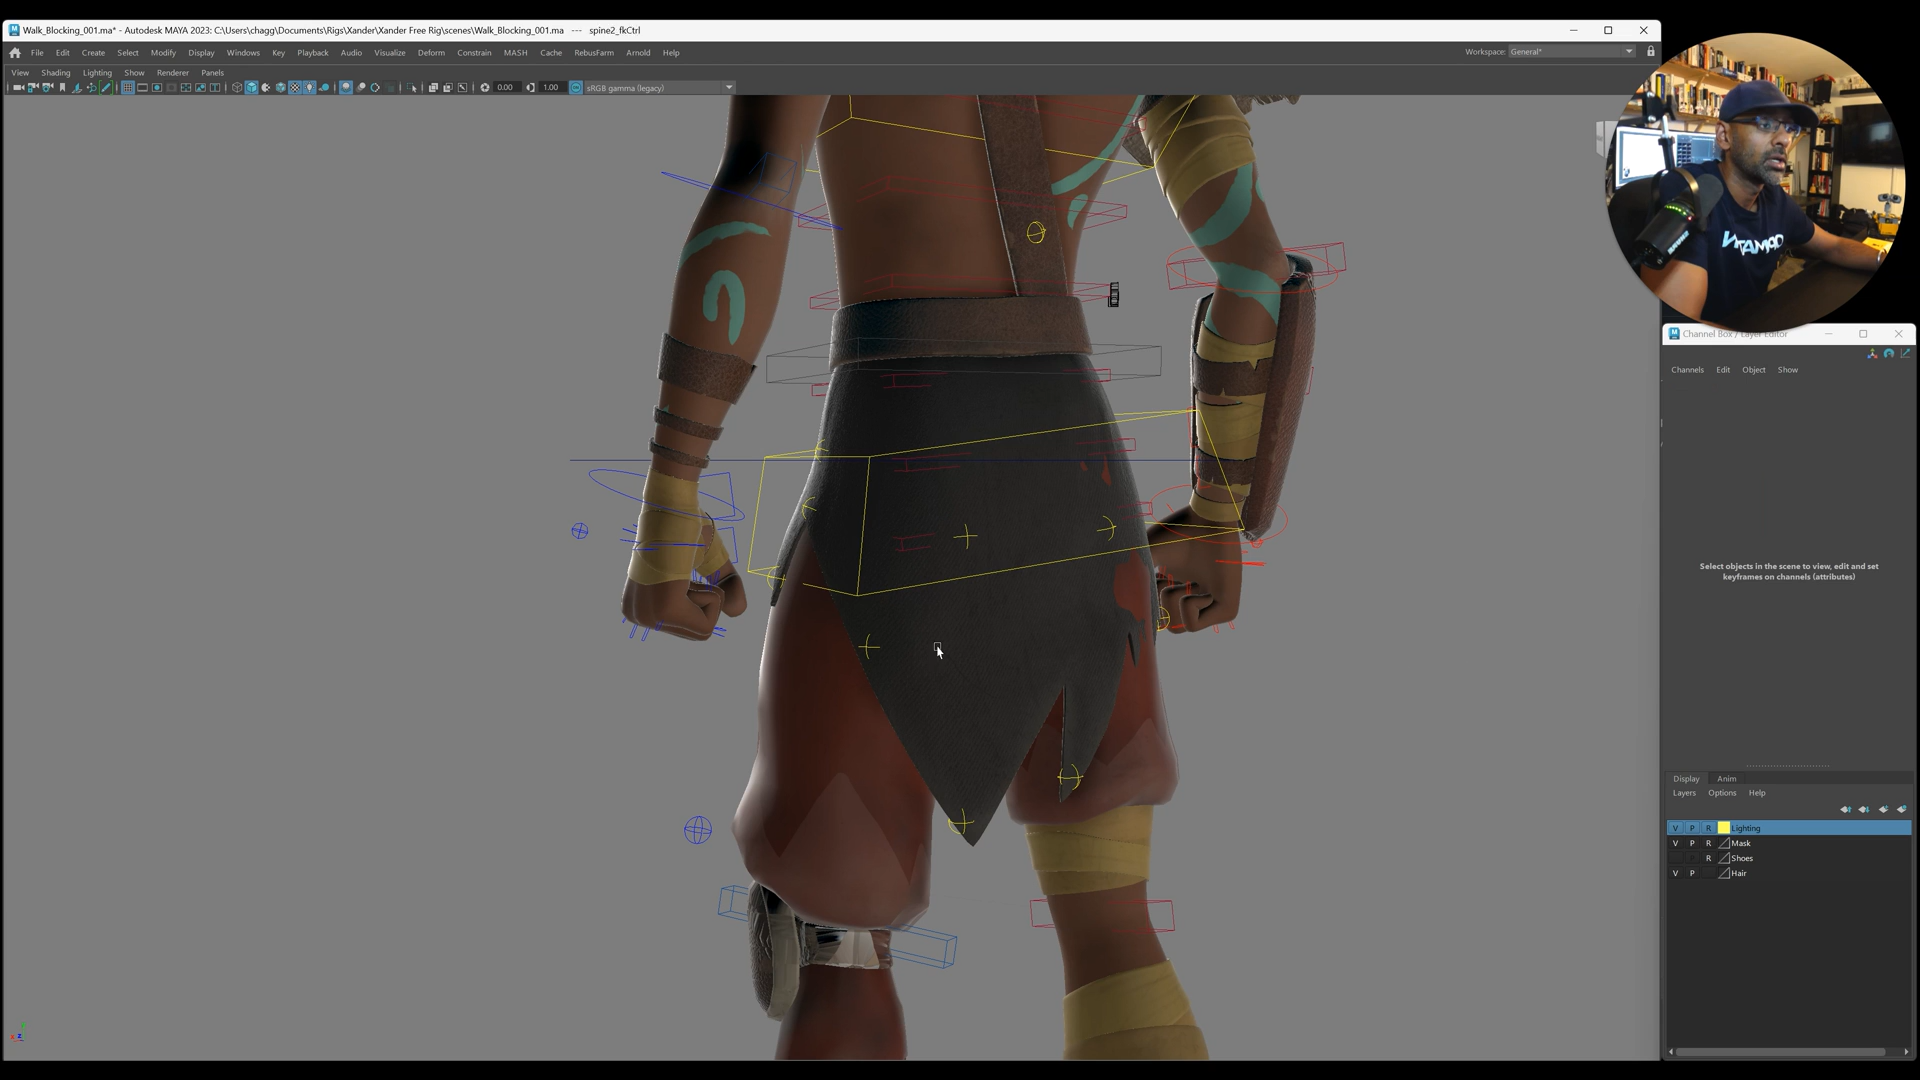 Walk_Blocking_001.ma* - Autodesk MAYA 2023: C:\Users\chagg\Documents\Rigs\Xander\Xander Free Rig\scenes\Walk_Blocking_001.ma --- spine2_fkCtrl
File Edit Create Select Modify Display Windows Key Playback Audio Visualize Deform Constrain MASH Cache RebusFarm Arnold Help
Workspace: General*
View Shading Lighting Show Renderer Panels
0.00 1.00 sRGB gamma (legacy)
Channel Box / Layer Editor
Channels Edit Object Show
Select objects in the scene to view, edit and set
keyframes on channels (attributes)
Display Anim
Layers Options Help
V P R Lighting
V P R Mask
R Shoes
V P Hair